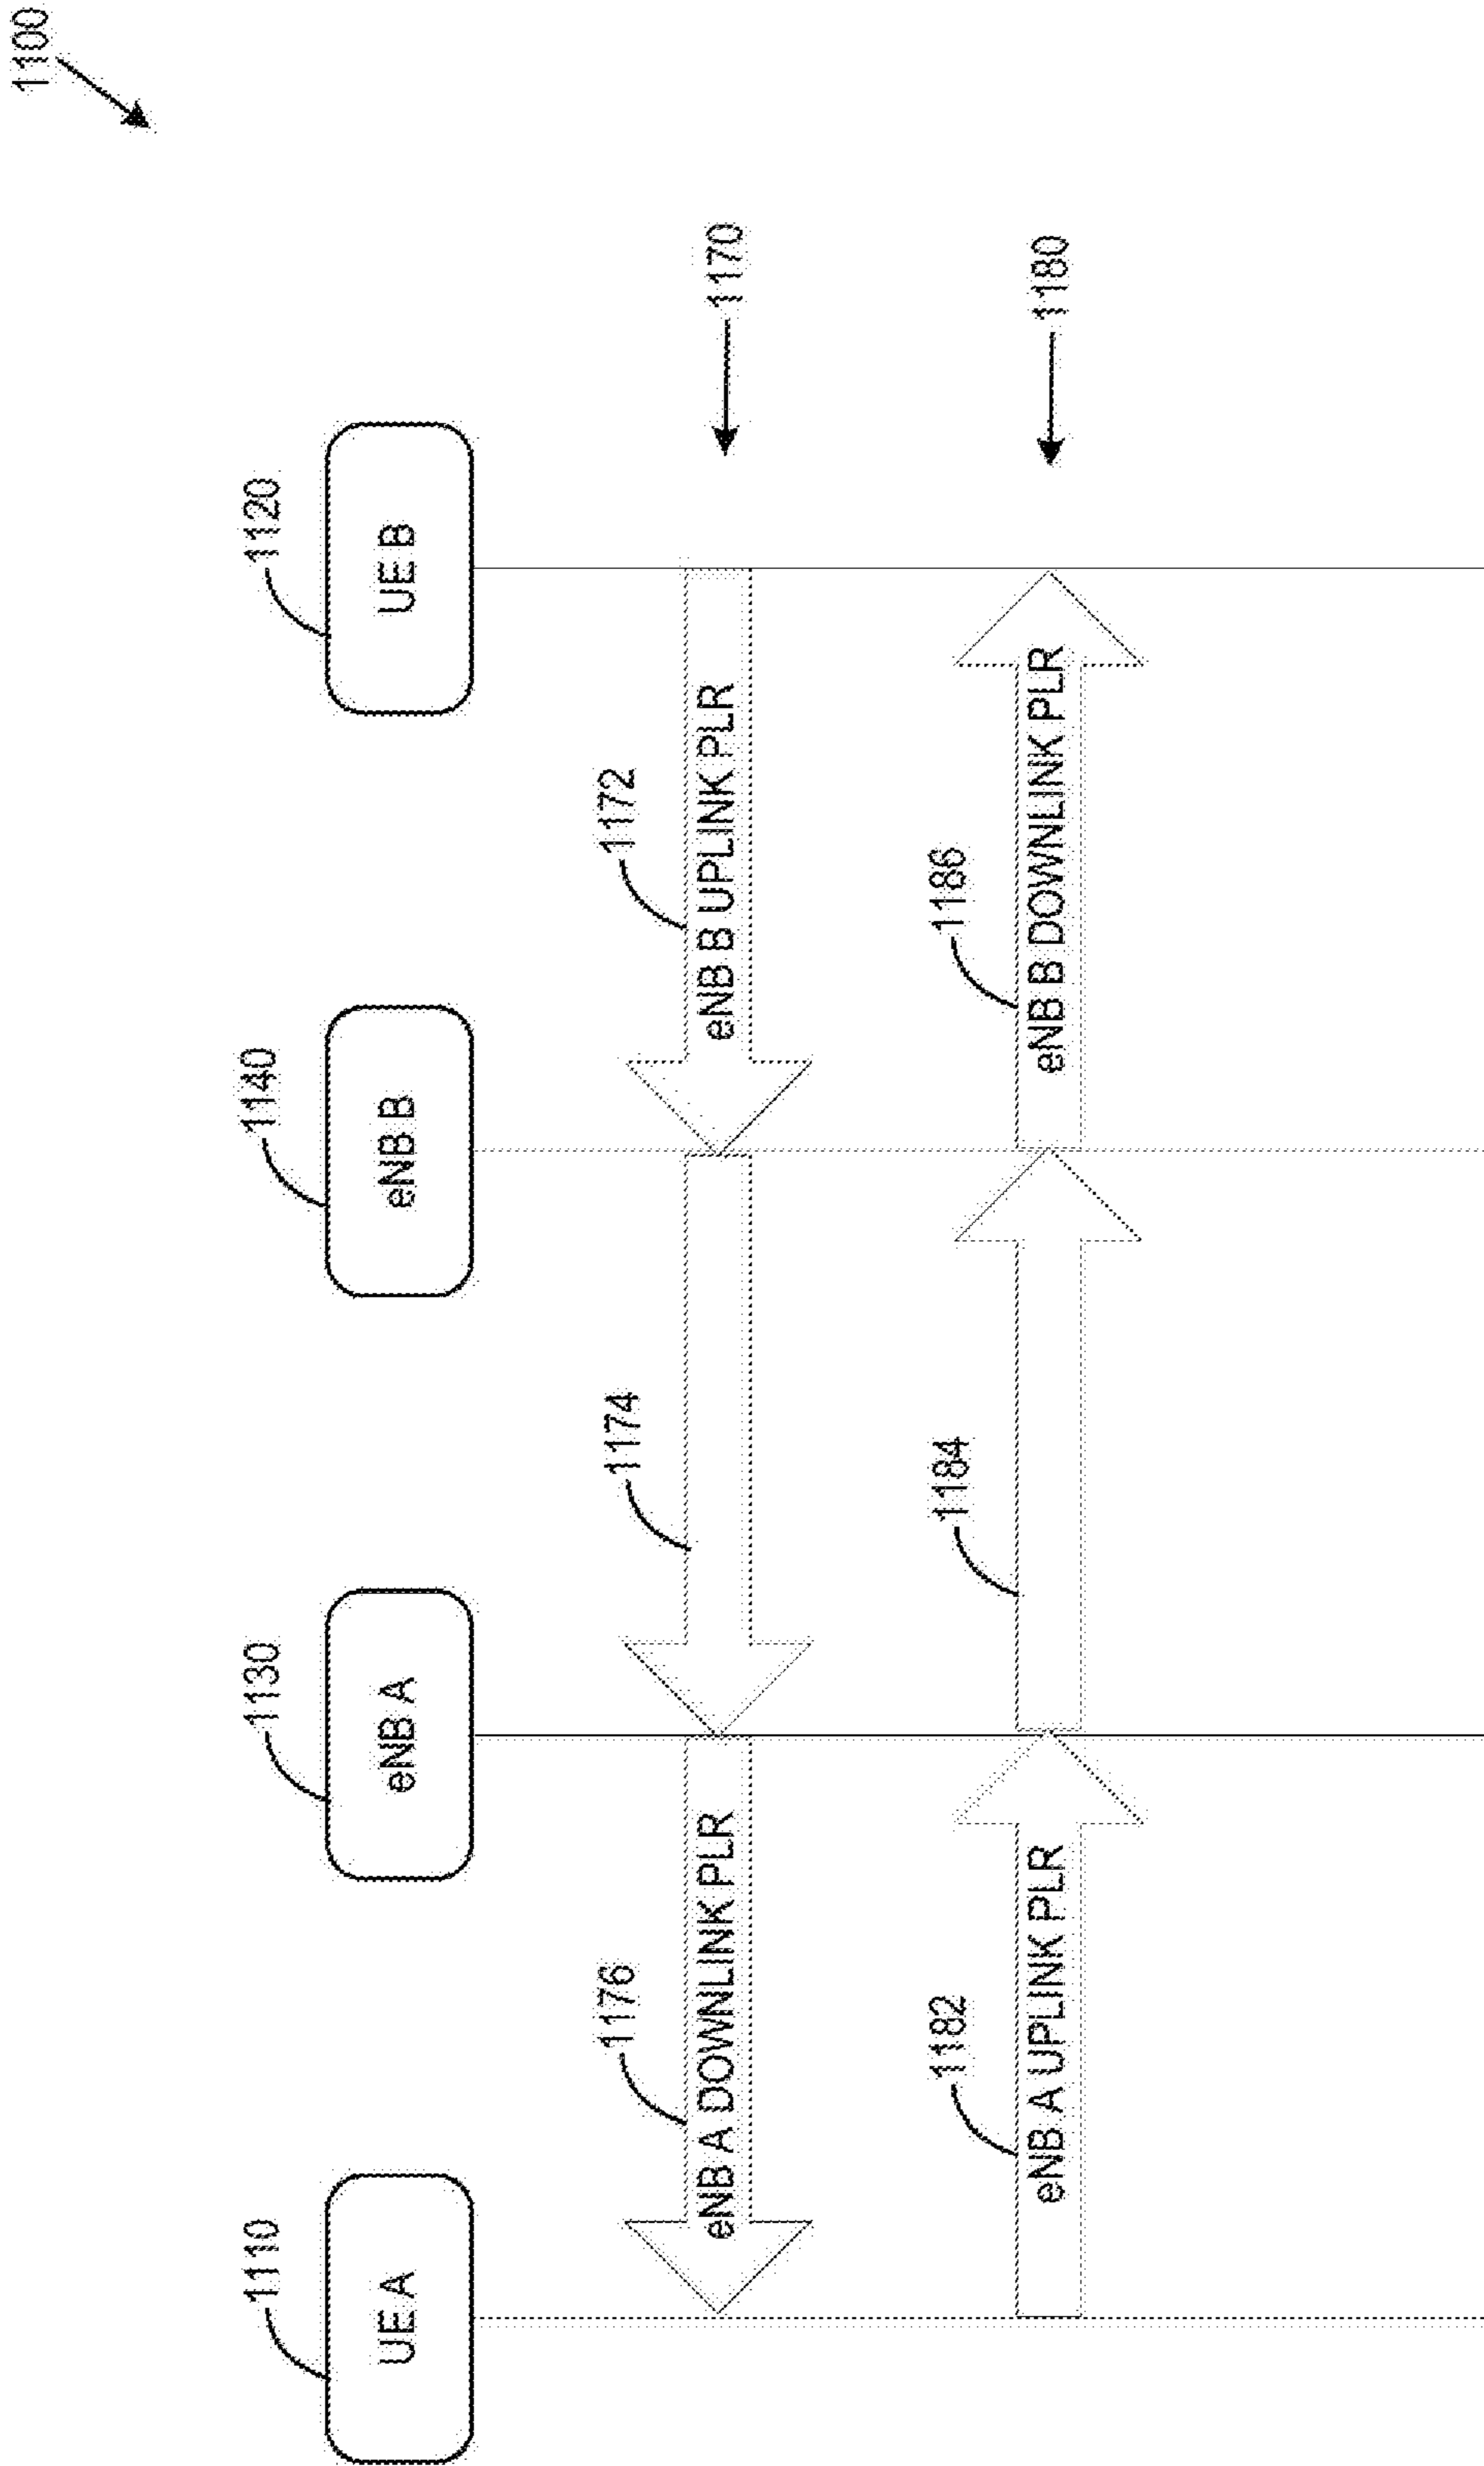 1100
1110
1130
1140
1120
UE A
eNB A
eNB B
UE B
1176
1174
1172
1170
eNB A DOWNLINK PLR
eNB B UPLINK PLR
1182
1184
1186
1180
eNB A UPLINK PLR
eNB B DOWNLINK PLR